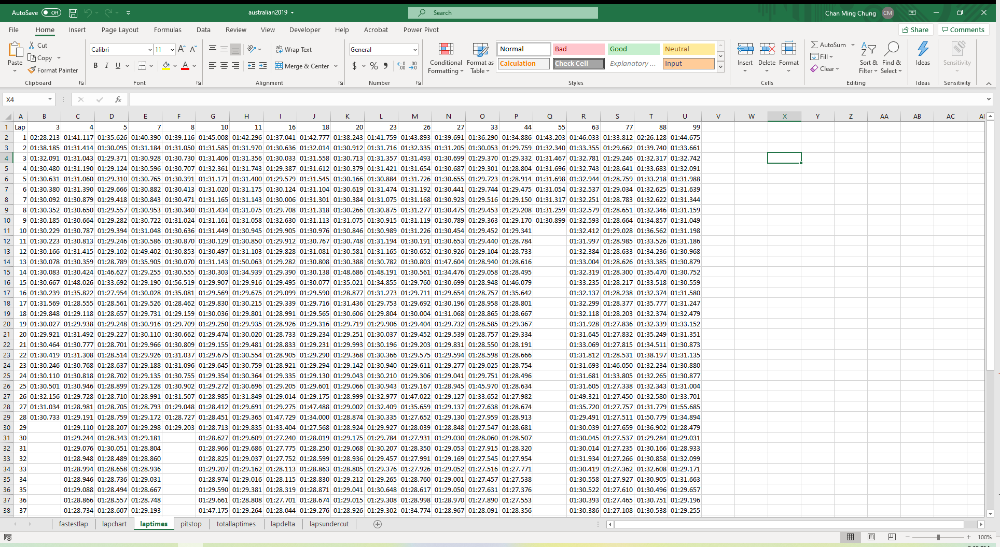 AutoSave Off australian2019 Search Chan Ming Chung CM
File Home Insert Page Layout Formulas Data Review View Developer Help Acrobat Power Pivot Share Comments
Cut Calibri 11 Wrap Text General Normal Bad Good Neutral AutoSum
Copy Fill
Paste Format Painter B I U Merge & Center $ % Conditional Formatting Format as Table Calculation Check Cell Explanatory ... Input Insert Delete Format Clear Sort & Filter Find & Select Ideas Sensitivity
Clipboard Font Alignment Number Styles Cells Editing Ideas Sensitivity
X4 fx
A B C D E F G H I J K L M N O P Q R S T U V W X Y Z AA AB AC
1 Lap 3 4 5 7 8 10 11 16 18 20 23 26 27 33 44 55 63 77 88 99
2 1 02:28.213 01:41.117 01:35.626 01:40.390 01:39.116 01:45.008 01:42.296 01:37.041 01:42.777 01:38.243 01:41.759 01:43.893 01:39.691 01:36.290 01:34.886 01:43.203 01:46.033 01:33.812 02:26.128 01:44.675
3 2 01:38.185 01:31.414 01:30.095 01:31.184 01:31.050 01:31.585 01:31.970 01:30.636 01:32.014 01:30.912 01:31.716 01:32.335 01:31.205 01:30.053 01:29.759 01:32.340 01:33.355 01:29.662 01:39.740 01:33.661
4 3 01:32.091 01:31.043 01:29.371 01:30.928 01:30.730 01:31.406 01:31.356 01:30.033 01:31.558 01:30.713 01:31.357 01:31.493 01:30.699 01:29.370 01:29.332 01:31.467 01:32.781 01:29.246 01:32.317 01:32.742
5 4 01:30.480 01:31.190 01:29.124 01:30.596 01:30.707 01:32.361 01:31.743 01:29.387 01:31.612 01:30.379 01:31.421 01:31.654 01:30.687 01:29.301 01:28.804 01:31.696 01:32.743 01:28.641 01:33.683 01:32.091
6 5 01:30.631 01:31.060 01:29.310 01:30.765 01:30.391 01:31.171 01:31.400 01:29.579 01:31.545 01:30.166 01:30.884 01:31.726 01:30.655 01:29.723 01:28.914 01:31.698 01:32.944 01:28.759 01:33.218 01:31.988
7 6 01:30.380 01:31.390 01:29.666 01:30.882 01:30.413 01:31.020 01:31.175 01:30.124 01:31.104 01:30.619 01:31.474 01:31.192 01:30.441 01:29.744 01:29.475 01:31.054 01:32.537 01:29.034 01:32.625 01:31.639
8 7 01:30.092 01:30.879 01:29.418 01:30.843 01:30.471 01:31.165 01:31.143 01:30.006 01:31.301 01:30.384 01:31.075 01:31.168 01:30.923 01:29.516 01:29.150 01:31.317 01:32.251 01:28.783 01:32.622 01:31.344
9 8 01:30.352 01:30.650 01:29.557 01:30.953 01:30.340 01:31.434 01:31.075 01:29.708 01:31.318 01:30.266 01:30.875 01:31.277 01:30.475 01:29.453 01:29.208 01:31.259 01:32.579 01:28.651 01:32.346 01:31.159
10 9 01:30.185 01:30.664 01:29.282 01:30.722 01:31.024 01:31.161 01:31.058 01:32.630 01:31.113 01:31.075 01:30.915 01:31.119 01:30.789 01:29.363 01:29.170 01:30.899 01:32.593 01:28.664 01:34.857 01:31.049
11 10 01:30.229 01:30.787 01:29.394 01:31.048 01:30.636 01:31.449 01:30.945 01:29.905 01:30.976 01:30.846 01:30.989 01:31.226 01:30.454 01:29.452 01:29.341 01:32.412 01:29.028 01:36.562 01:31.198
12 11 01:30.223 01:30.813 01:29.246 01:30.586 01:30.870 01:30.129 01:30.850 01:29.912 01:30.767 01:30.748 01:31.194 01:30.191 01:30.653 01:29.440 01:28.784 01:31.997 01:28.985 01:33.526 01:31.186
13 12 01:30.166 01:31.415 01:29.102 01:49.402 01:30.853 01:30.497 01:31.103 01:29.828 01:31.081 01:30.581 01:31.165 01:30.652 01:30.926 01:29.104 01:28.733 01:32.384 01:28.633 01:34.236 01:30.968
14 13 01:30.078 01:30.359 01:28.789 01:35.905 01:30.070 01:31.143 01:50.063 01:29.282 01:30.808 01:30.388 01:30.782 01:30.803 01:47.604 01:28.940 01:28.616 01:33.004 01:28.626 01:33.385 01:30.879
15 14 01:30.083 01:30.424 01:46.627 01:29.255 01:30.555 01:30.303 01:34.939 01:29.390 01:30.138 01:48.686 01:48.191 01:30.561 01:34.476 01:29.058 01:28.495 01:32.319 01:28.300 01:35.470 01:30.752
16 15 01:30.667 01:48.026 01:33.692 01:29.190 01:56.519 01:29.907 01:29.916 01:29.495 01:30.077 01:35.021 01:34.855 01:29.760 01:30.699 01:28.948 01:46.079 01:33.235 01:28.217 01:33.518 01:30.559
17 16 01:30.239 01:35.822 01:27.954 01:30.028 01:35.081 01:29.569 01:29.675 01:29.099 01:29.590 01:28.877 01:31.273 01:29.711 01:29.654 01:28.757 01:35.642 01:32.137 01:28.238 01:32.374 01:31.580
18 17 01:31.569 01:28.555 01:28.561 01:29.526 01:28.462 01:29.830 01:30.215 01:29.339 01:29.716 01:31.436 01:29.753 01:29.692 01:30.196 01:28.958 01:28.801 01:32.299 01:28.377 01:35.777 01:31.247
19 18 01:29.848 01:29.118 01:28.657 01:29.731 01:29.159 01:30.036 01:29.801 01:28.991 01:29.565 01:30.606 01:29.804 01:30.004 01:31.068 01:28.865 01:28.667 01:32.118 01:28.203 01:32.374 01:32.479
20 19 01:30.027 01:29.938 01:29.248 01:30.916 01:29.709 01:29.250 01:29.935 01:28.926 01:29.316 01:29.719 01:29.906 01:29.404 01:29.732 01:28.585 01:29.367 01:31.928 01:27.836 01:32.339 01:33.152
21 20 01:29.921 01:31.492 01:29.227 01:30.110 01:30.662 01:29.474 01:30.020 01:28.733 01:29.234 01:29.251 01:30.037 01:29.452 01:29.539 01:28.757 01:29.334 01:31.645 01:27.832 01:35.249 01:31.351
22 21 01:30.464 01:30.777 01:28.701 01:29.966 01:30.809 01:29.155 01:29.481 01:28.833 01:29.231 01:29.993 01:30.196 01:29.203 01:29.831 01:28.550 01:28.191 01:33.069 01:27.815 01:34.511 01:30.873
23 22 01:30.419 01:31.308 01:28.514 01:29.926 01:31.037 01:29.675 01:30.554 01:28.905 01:29.290 01:29.368 01:30.366 01:29.575 01:29.594 01:28.598 01:28.666 01:31.812 01:28.531 01:38.197 01:31.135
24 23 01:30.246 01:30.768 01:28.637 01:29.188 01:31.096 01:29.645 01:30.759 01:28.921 01:29.294 01:29.142 01:30.940 01:29.611 01:29.277 01:29.025 01:28.754 01:31.693 01:46.050 01:32.234 01:30.880
25 24 01:30.110 01:30.818 01:28.702 01:29.135 01:30.755 01:29.354 01:30.364 01:29.335 01:29.130 01:29.043 01:30.210 01:29.306 01:29.041 01:29.751 01:28.496 01:31.681 01:33.805 01:32.265 01:30.877
26 25 01:30.501 01:30.946 01:28.899 01:29.128 01:30.902 01:29.272 01:30.696 01:29.205 01:29.601 01:29.066 01:30.943 01:29.167 01:28.945 01:45.970 01:28.634 01:31.605 01:27.338 01:32.343 01:31.004
27 26 01:32.156 01:29.728 01:28.710 01:28.991 01:31.507 01:28.985 01:31.849 01:29.014 01:29.175 01:28.999 01:32.977 01:47.022 01:29.127 01:33.652 01:27.982 01:49.321 01:27.450 01:32.580 01:33.701
28 27 01:31.034 01:28.981 01:28.705 01:28.793 01:29.048 01:28.412 01:29.691 01:29.275 01:47.488 01:29.002 01:32.409 01:35.659 01:29.137 01:27.638 01:28.674 01:35.720 01:27.757 01:31.779 01:55.685
29 28 01:30.733 01:29.191 01:28.759 01:29.172 01:28.727 01:28.451 01:29.365 01:47.729 01:34.000 01:28.874 01:30.335 01:27.652 01:29.130 01:27.959 01:28.913 01:29.491 01:27.511 01:50.779 01:34.894
30 29 01:29.110 01:28.207 01:29.298 01:29.203 01:28.713 01:29.835 01:33.404 01:27.568 01:28.924 01:29.927 01:28.039 01:28.848 01:27.547 01:28.681 01:30.039 01:27.659 01:36.902 01:28.479
31 30 01:29.244 01:28.343 01:29.181 01:28.627 01:29.609 01:27.240 01:28.019 01:29.175 01:29.784 01:27.931 01:29.030 01:28.060 01:28.507 01:30.045 01:27.537 01:29.284 01:29.031
32 31 01:29.076 01:30.051 01:28.804 01:28.966 01:29.686 01:27.775 01:28.250 01:29.068 01:30.207 01:28.350 01:29.053 01:27.915 01:28.320 01:30.014 01:27.235 01:30.166 01:28.933
33 32 01:28.948 01:28.489 01:28.860 01:28.825 01:29.037 01:27.752 01:28.599 01:28.936 01:29.457 01:27.991 01:29.169 01:27.545 01:27.954 01:31.934 01:27.266 01:30.858 01:32.099
34 33 01:28.994 01:28.658 01:28.936 01:29.207 01:29.162 01:28.113 01:28.863 01:28.805 01:29.376 01:27.926 01:29.052 01:27.516 01:27.771 01:30.419 01:27.362 01:32.608 01:29.171
35 34 01:28.946 01:28.736 01:29.031 01:28.974 01:29.016 01:28.115 01:28.830 01:29.212 01:29.265 01:28.760 01:29.001 01:27.457 01:27.538 01:30.558 01:27.927 01:30.905 01:31.663
36 35 01:29.088 01:28.494 01:28.667 01:29.590 01:29.381 01:28.319 01:28.871 01:29.041 01:30.648 01:28.617 01:29.050 01:27.631 01:27.376 01:30.522 01:27.610 01:30.496 01:29.657
37 36 01:28.866 01:28.557 01:28.748 01:29.661 01:28.808 01:27.701 01:28.674 01:29.015 01:29.308 01:28.998 01:28.970 01:27.890 01:27.553 01:30.393 01:27.465 01:30.751 01:29.196
38 37 01:28.734 01:28.607 01:29.193 01:47.175 01:29.264 01:28.044 01:29.276 01:28.926 01:29.302 01:34.774 01:28.967 01:28.091 01:28.356 01:30.386 01:27.108 01:30.538 01:29.255
fastestlap lapchart laptimes pitstop totallaptimes lapdelta lapsundercut
100%